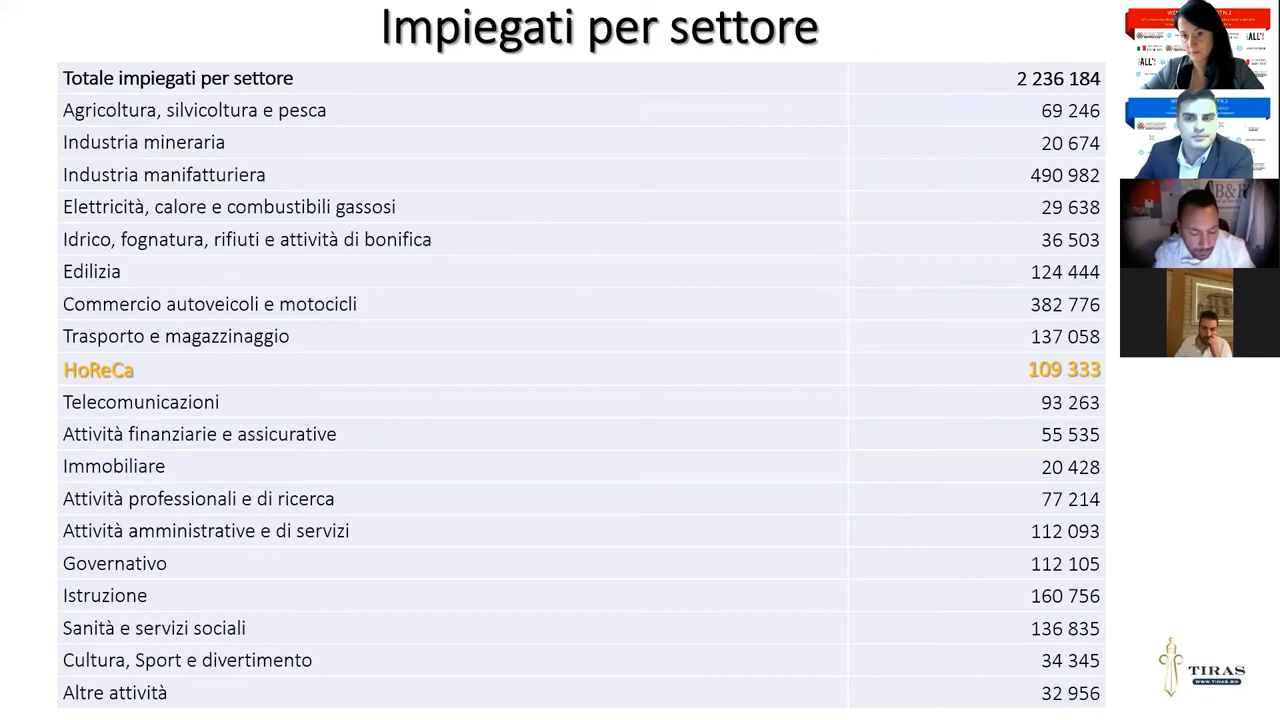 Impiegati per settore
Totale impiegati per settore 2 236 184
Agricoltura, silvicoltura e pesca 69 246
Industria mineraria 20 674
Industria manifatturiera 490 982
Elettricità, calore e combustibili gassosi 29 638
Idrico, fognatura, rifiuti e attività di bonifica 36 503
Edilizia 124 444
Commercio autoveicoli e motocicli 382 776
Trasporto e magazzinaggio 137 058
HoReCa 109 333
Telecomunicazioni 93 263
Attività finanziarie e assicurative 55 535
Immobiliare 20 428
Attività professionali e di ricerca 77 214
Attività amministrative e di servizi 112 093
Governativo 112 105
Istruzione 160 756
Sanità e servizi sociali 136 835
Cultura, Sport e divertimento 34 345
Altre attività 32 956
B&R
TIRAS
WWW.TIRAS.BG